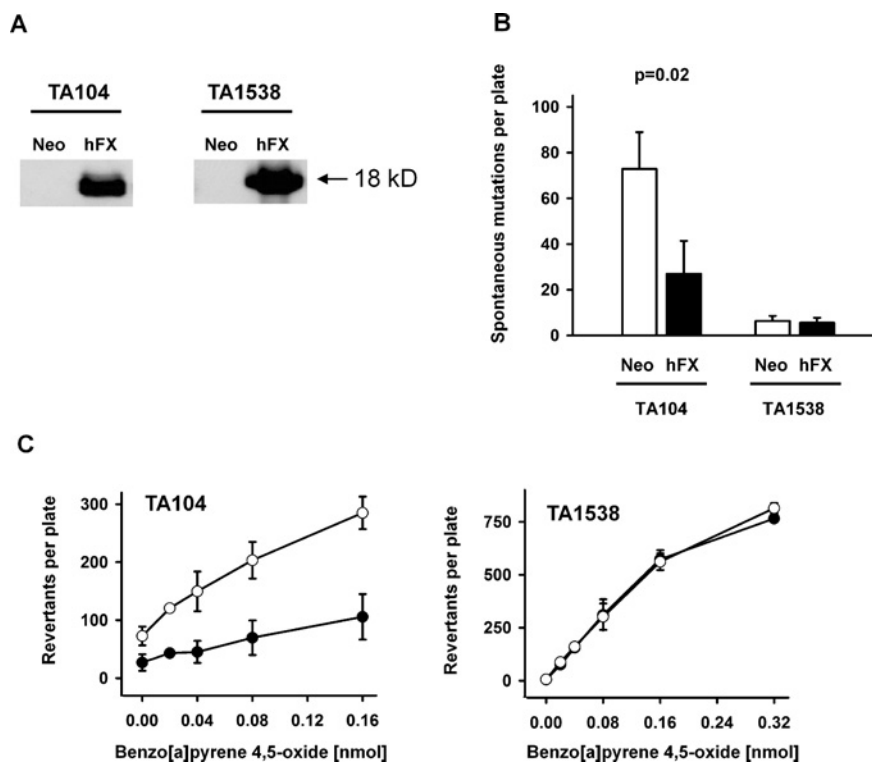 A
TA104 TA1538
Neo hFX Neo hFX
18 kD
B
p=0.02
Spontaneous mutations per plate
100
80
60
40
20
0
Neo hFX Neo hFX
TA104 TA1538
C
TA104
Revertants per plate
300
200
100
0
0.00 0.04 0.08 0.12 0.16
Benzo[a]pyrene 4,5-oxide [nmol]
TA1538
Revertants per plate
750
500
250
0
0.00 0.08 0.16 0.24 0.32
Benzo[a]pyrene 4,5-oxide [nmol]